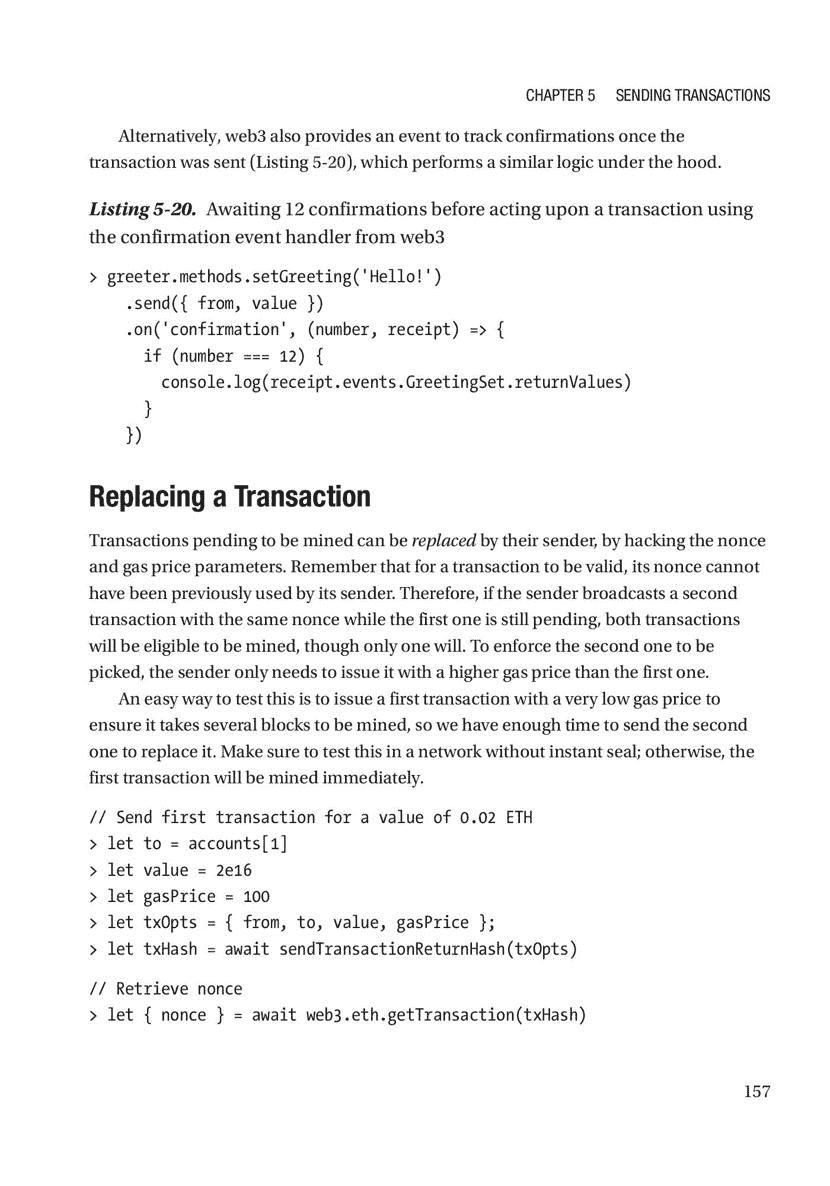 CHAPTER 5 SENDING TRANSACTIONS
Alternatively, web3 also provides an event to track confirmations once the
transaction was sent (Listing 5-20), which performs a similar logic under the hood.
Listing 5-20. Awaiting 12 confirmations before acting upon a transaction using
the confirmation event handler from web3
> greeter.methods.setGreeting('Hello!')
.send({ from, value })
.on('confirmation', (number, receipt) => {
if (number === 12) {
console.log(receipt.events.GreetingSet.returnValues)
}
})
Replacing a Transaction
Transactions pending to be mined can be replaced by their sender, by hacking the nonce
and gas price parameters. Remember that for a transaction to be valid, its nonce cannot
have been previously used by its sender. Therefore, if the sender broadcasts a second
transaction with the same nonce while the first one is still pending, both transactions
will be eligible to be mined, though only one will. To enforce the second one to be
picked, the sender only needs to issue it with a higher gas price than the first one.
An easy way to test this is to issue a first transaction with a very low gas price to
ensure it takes several blocks to be mined, so we have enough time to send the second
one to replace it. Make sure to test this in a network without instant seal; otherwise, the
first transaction will be mined immediately.
// Send first transaction for a value of 0.02 ETH
> let to = accounts[1]
> let value = 2e16
> let gasPrice = 100
> let txOpts = { from, to, value, gasPrice };
> let txHash = await sendTransactionReturnHash(txOpts)
// Retrieve nonce
> let { nonce } = await web3.eth.getTransaction(txHash)
157